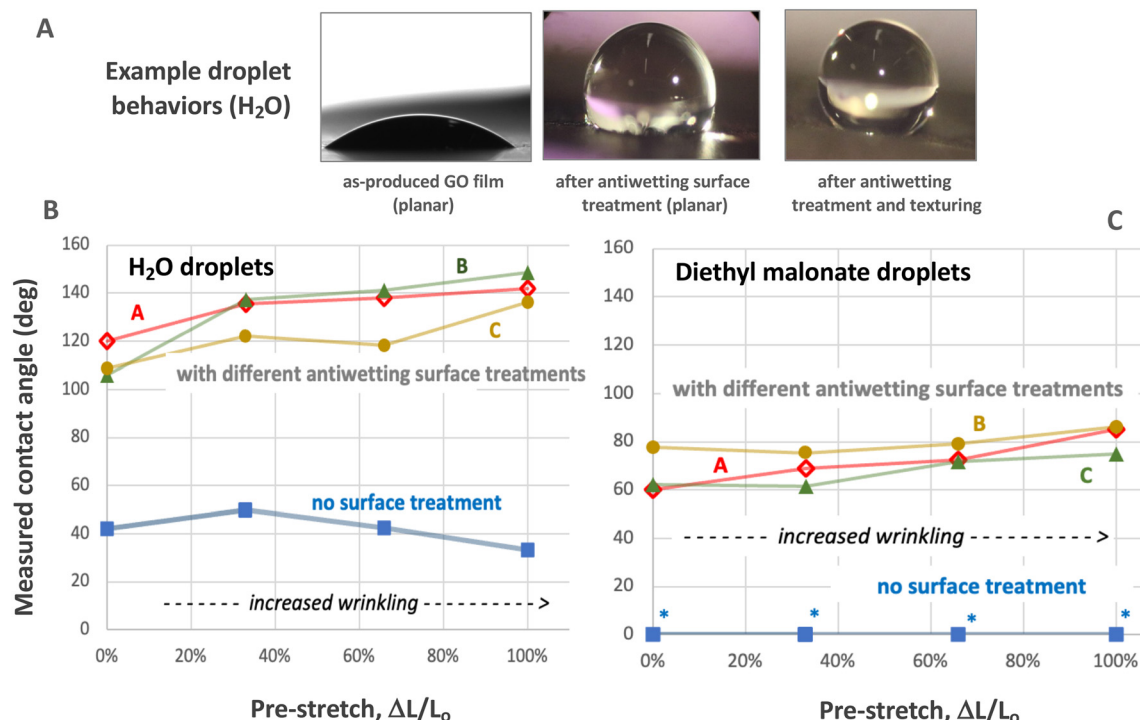 A
Example droplet
behaviors (H₂O)
as-produced GO film
(planar)
after antiwetting surface
treatment (planar)
after antiwetting
treatment and texturing
B
Measured contact angle (deg)
160
140
120
100
80
60
40
20
0
H₂O droplets
A
B
C
with different antiwetting surface treatments
no surface treatment
increased wrinkling
0%
20%
40%
60%
80%
100%
Pre-stretch, ΔL/Lₒ
C
160
140
120
100
80
60
40
20
0
Diethyl malonate droplets
with different antiwetting surface treatments
A
B
C
increased wrinkling
no surface treatment
* * * *
0%
20%
40%
60%
80%
100%
Pre-stretch, ΔL/Lₒ